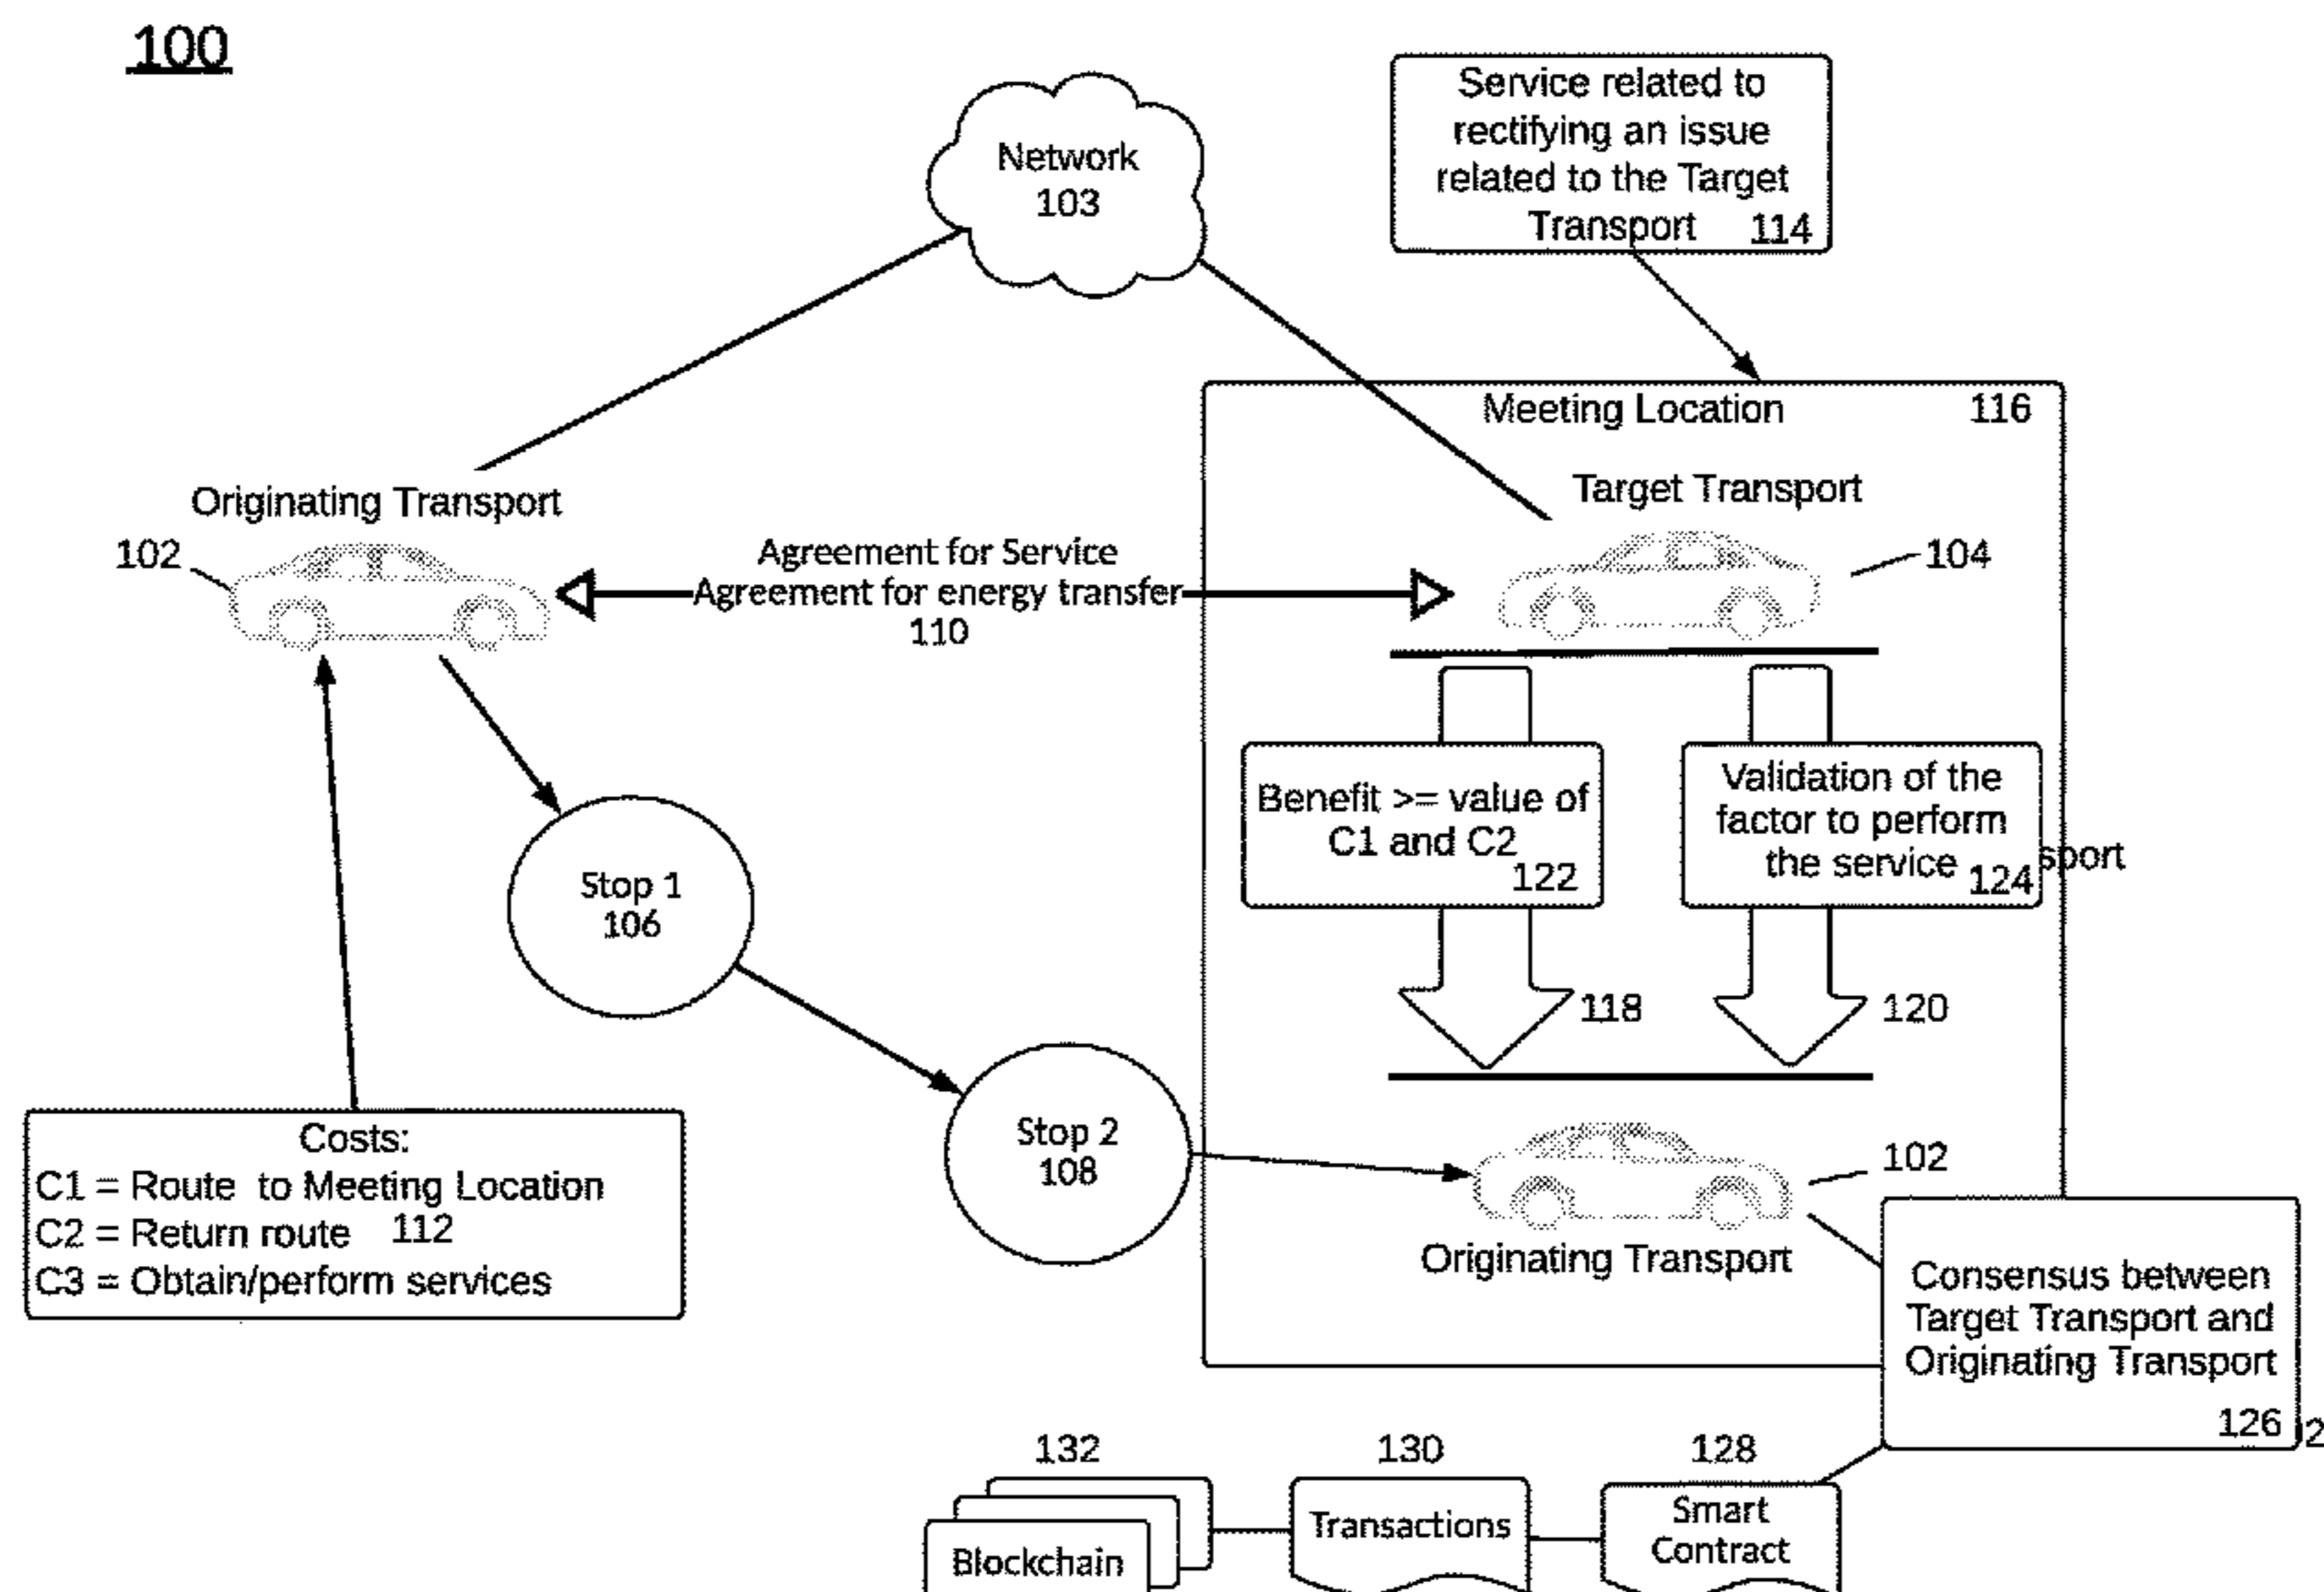 100
Network
103
Service related to
rectifying an issue
related to the Target
Transport 114
Meeting Location 116
Originating Transport
102
Target Transport
104
Agreement for Service
Agreement for energy transfer
110
Benefit >= value of
C1 and C2
122
Validation of the
factor to perform
the service 124
sport
Stop 1
106
118
120
Stop 2
108
102
Originating Transport
Costs:
C1 = Route to Meeting Location
C2 = Return route 112
C3 = Obtain/perform services
Consensus between
Target Transport and
Originating Transport
126
2
132
130
128
Blockchain
Transactions
Smart
Contract